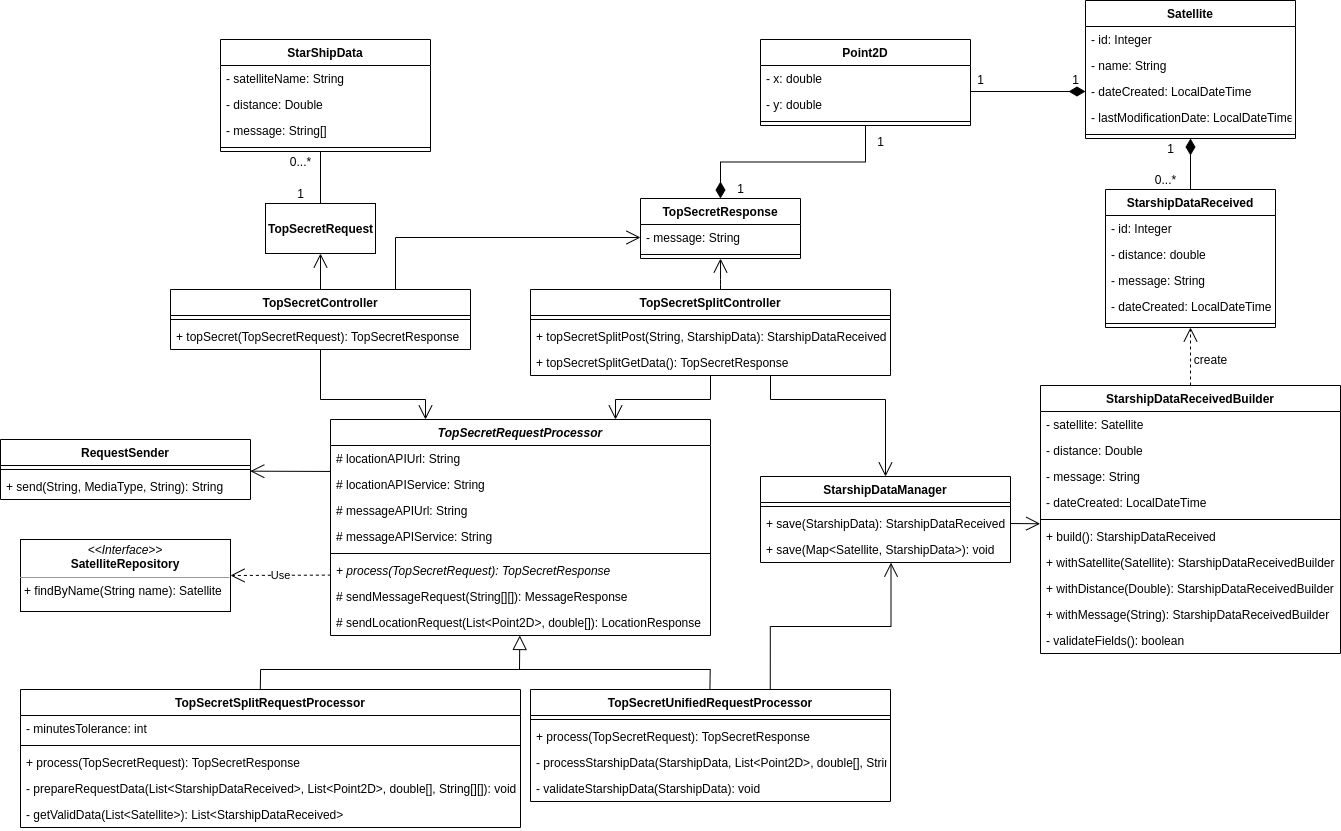 StarShipData
- satelliteName: String
- distance: Double
- message: String[]
0...*
1
TopSecretRequest
Point2D
- x: double
- y: double
1
1
1
1
Satellite
- id: Integer
- name: String
- dateCreated: LocalDateTime
- lastModificationDate: LocalDateTime
1
0...*
TopSecretResponse
- message: String
StarshipDataReceived
- id: Integer
- distance: double
- message: String
- dateCreated: LocalDateTime
create
TopSecretController
+ topSecret(TopSecretRequest): TopSecretResponse
TopSecretSplitController
+ topSecretSplitPost(String, StarshipData): StarshipDataReceived
+ topSecretSplitGetData(): TopSecretResponse
StarshipDataReceivedBuilder
- satellite: Satellite
- distance: Double
- message: String
- dateCreated: LocalDateTime
+ build(): StarshipDataReceived
+ withSatellite(Satellite): StarshipDataReceivedBuilder
+ withDistance(Double): StarshipDataReceivedBuilder
+ withMessage(String): StarshipDataReceivedBuilder
- validateFields(): boolean
RequestSender
+ send(String, MediaType, String): String
TopSecretRequestProcessor
# locationAPIUrl: String
# locationAPIService: String
# messageAPIUrl: String
# messageAPIService: String
+ process(TopSecretRequest): TopSecretResponse
# sendMessageRequest(String[][]): MessageResponse
# sendLocationRequest(List<Point2D>, double[]): LocationResponse
StarshipDataManager
+ save(StarshipData): StarshipDataReceived
+ save(Map<Satellite, StarshipData>): void
<<Interface>>
SatelliteRepository
+ findByName(String name): Satellite
Use
TopSecretSplitRequestProcessor
- minutesTolerance: int
+ process(TopSecretRequest): TopSecretResponse
- prepareRequestData(List<StarshipDataReceived>, List<Point2D>, double[], String[][]): void
- getValidData(List<Satellite>): List<StarshipDataReceived>
TopSecretUnifiedRequestProcessor
+ process(TopSecretRequest): TopSecretResponse
- processStarshipData(StarshipData, List<Point2D>, double[],
- validateStarshipData(StarshipData): void